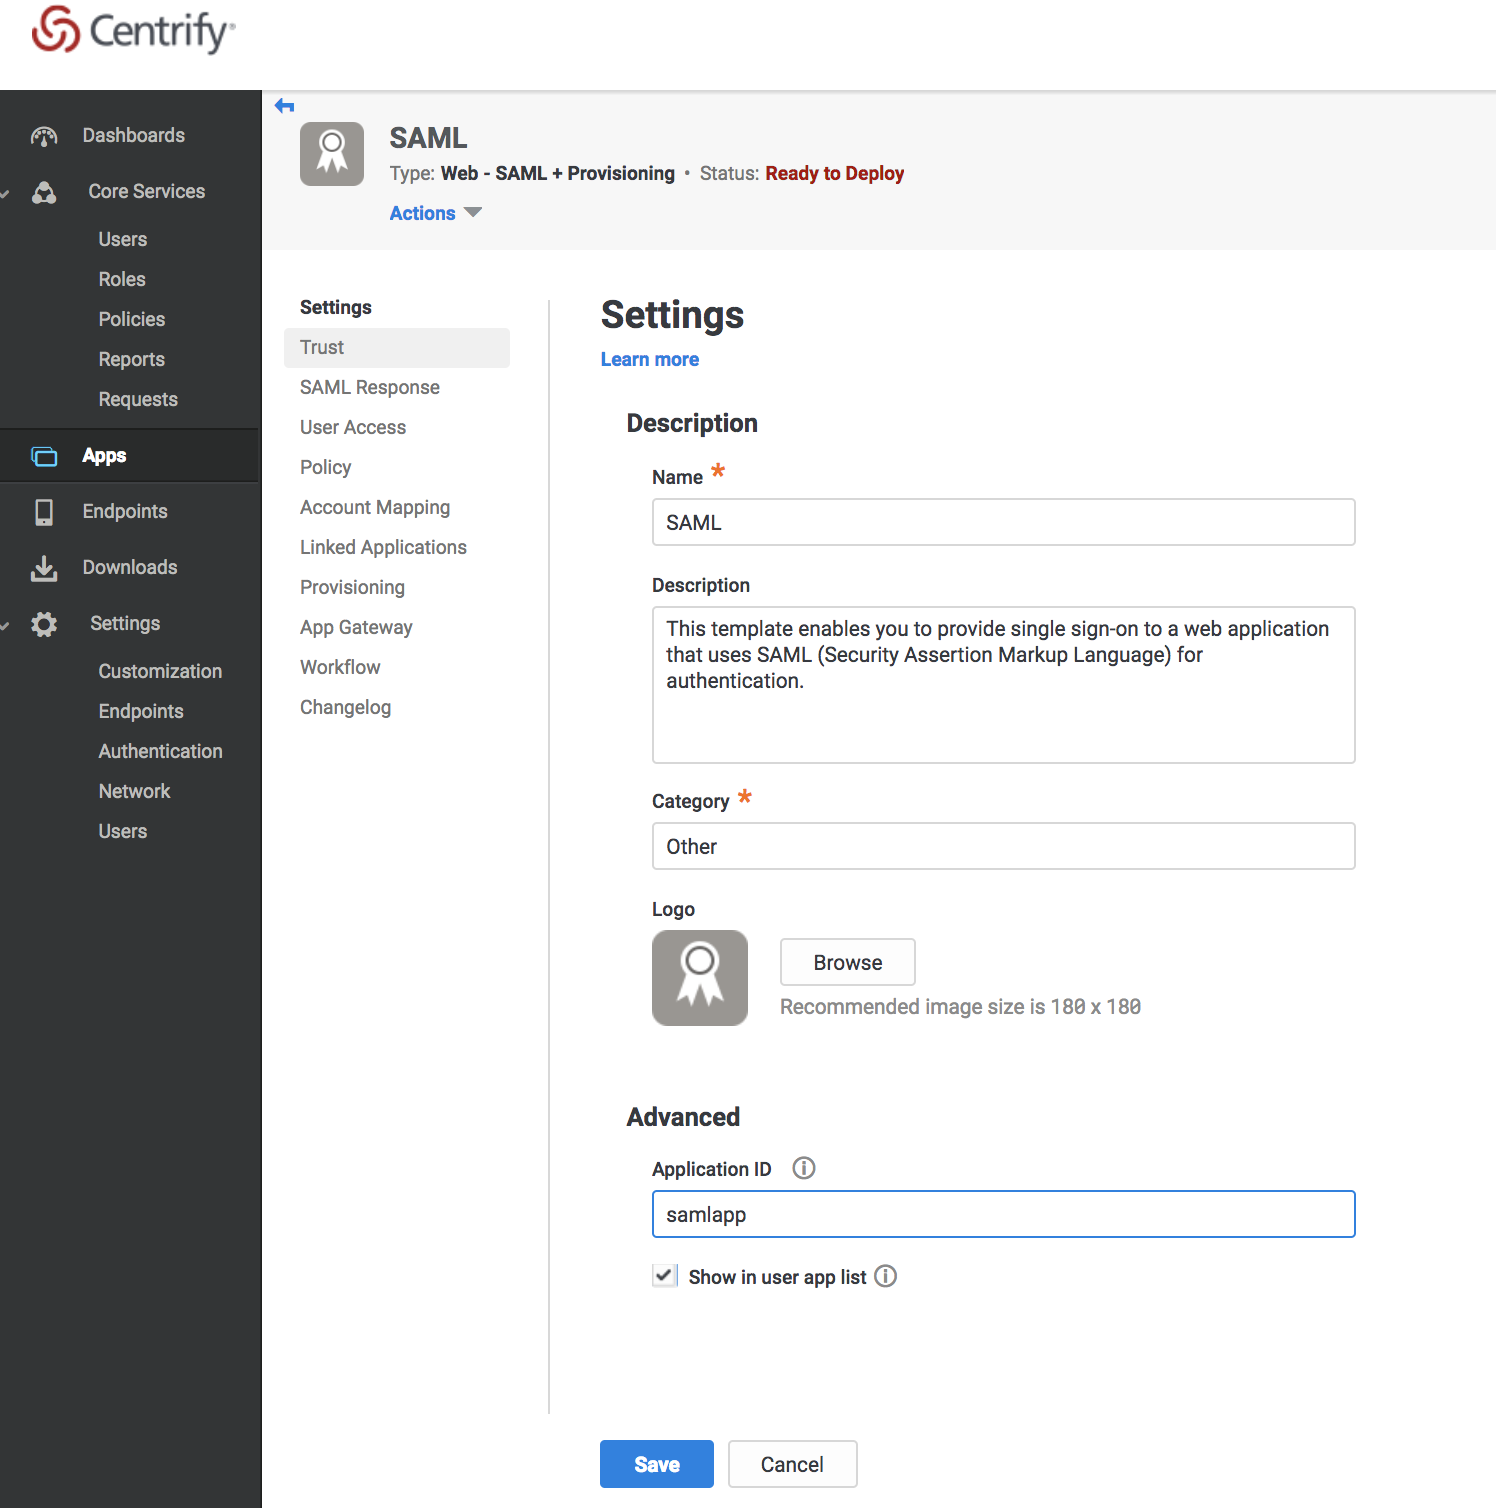 Centrify
Dashboards
Core Services
Users
Roles
Policies
Reports
Requests
Apps
Endpoints
Downloads
Settings
Customization
Endpoints
Authentication
Network
Users
SAML
Type: Web - SAML + Provisioning • Status: Ready to Deploy
Actions
Settings
Trust
SAML Response
User Access
Policy
Account Mapping
Linked Applications
Provisioning
App Gateway
Workflow
Changelog
Settings
Learn more
Description
Name *
SAML
Description
This template enables you to provide single sign-on to a web application
that uses SAML (Security Assertion Markup Language) for
authentication.
Category *
Other
Logo
Browse
Recommended image size is 180 x 180
Advanced
Application ID
samlapp
Show in user app list
Save
Cancel